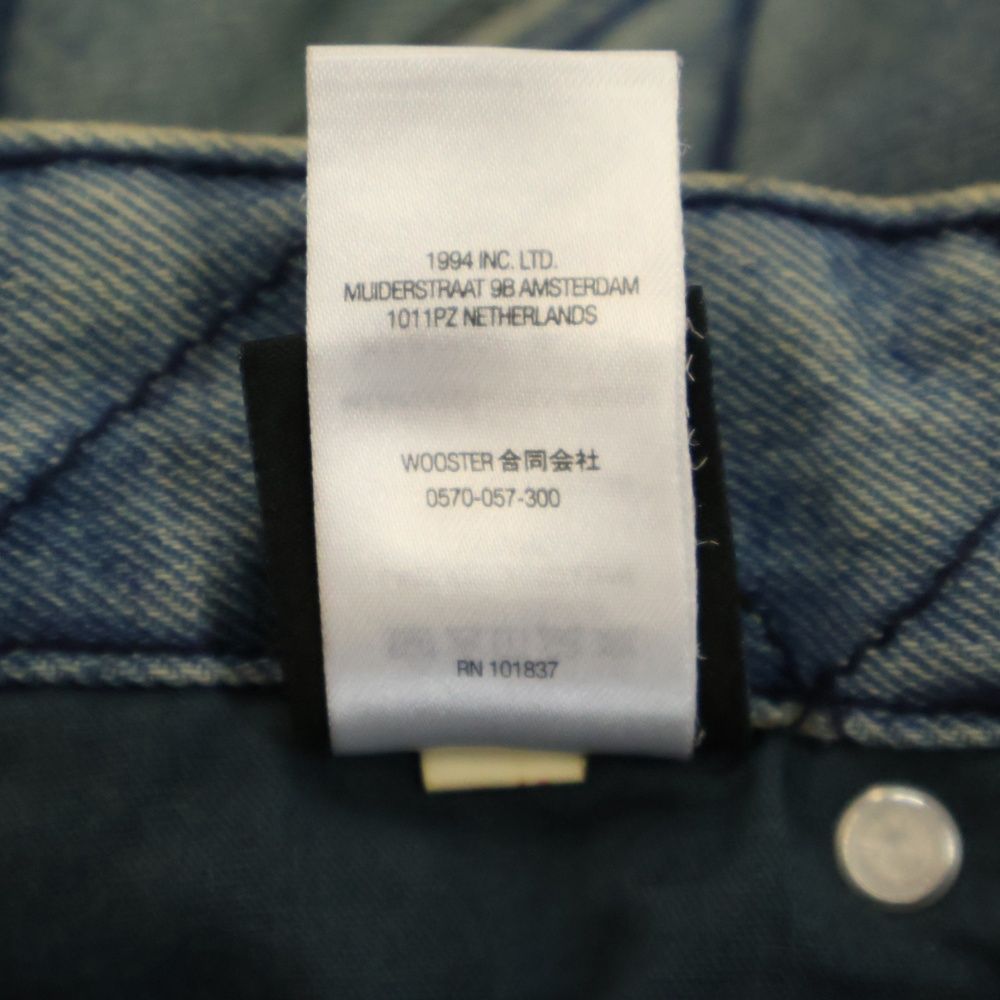 1994 INC. LTD.
MUIDERSTRAAT 9B AMSTERDAM
1011PZ NETHERLANDS
WOOSTER 合同会社
0570-057-300
RN 101837